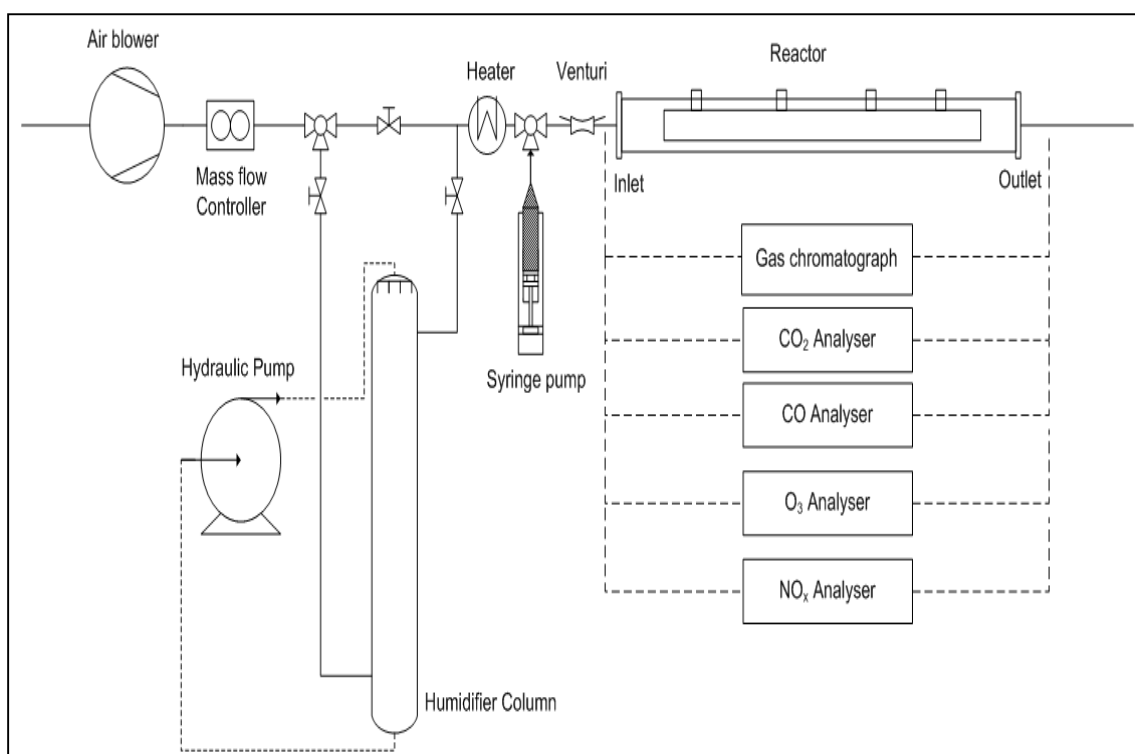 Air blower
Mass flow
Controller
Heater
Venturi
Reactor
Inlet
Outlet
Gas chromatograph
CO₂ Analyser
CO Analyser
O₃ Analyser
NOₓ Analyser
Syringe pump
Hydraulic Pump
Humidifier Column